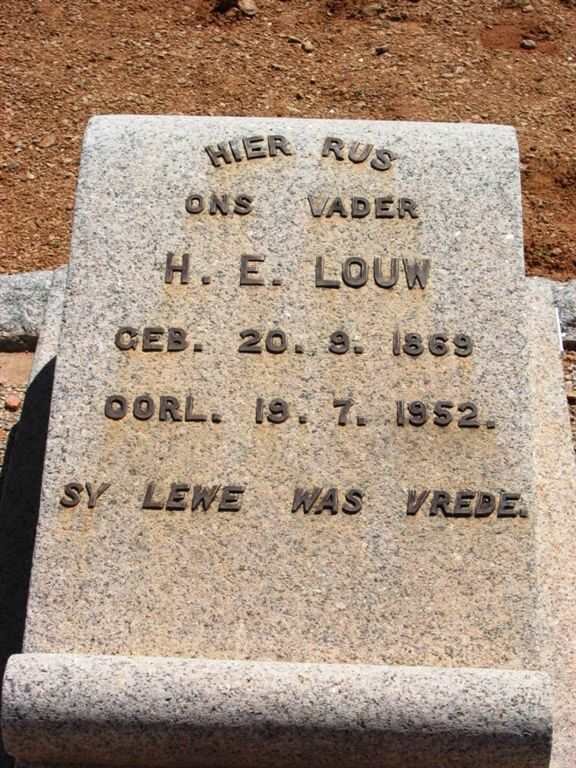 HIER RUS
ONS VADER
H. E. LOUW
GEB. 20. 9. 1869
OORL. 19. 7. 1952.
SY LEWE WAS VREDE.